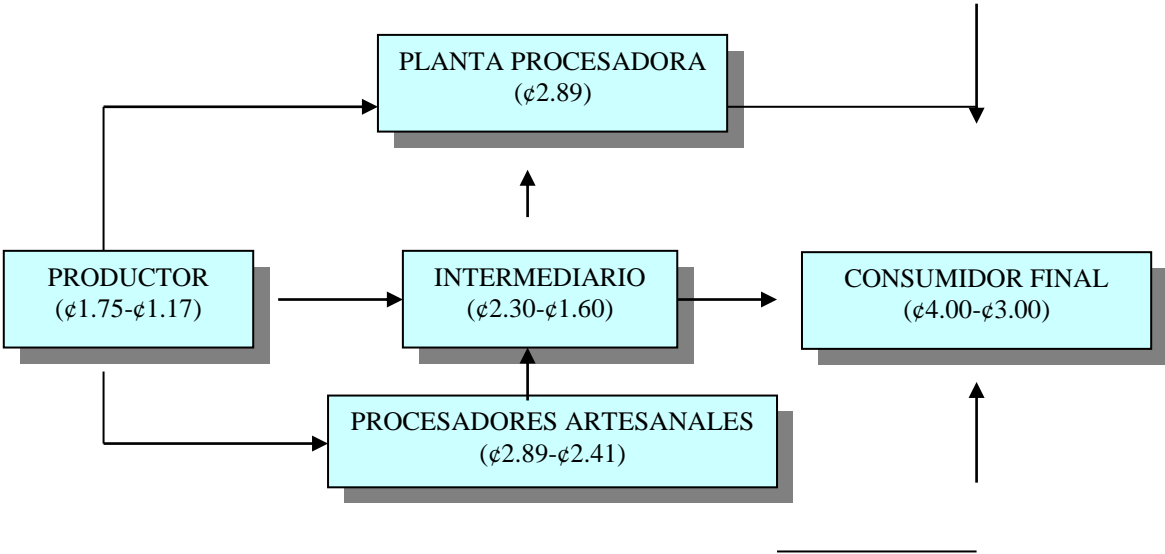 PLANTA PROCESADORA
(¢2.89)
PRODUCTOR
(¢1.75-¢1.17)
INTERMEDIARIO
(¢2.30-¢1.60)
CONSUMIDOR FINAL
(¢4.00-¢3.00)
PROCESADORES ARTESANALES
(¢2.89-¢2.41)